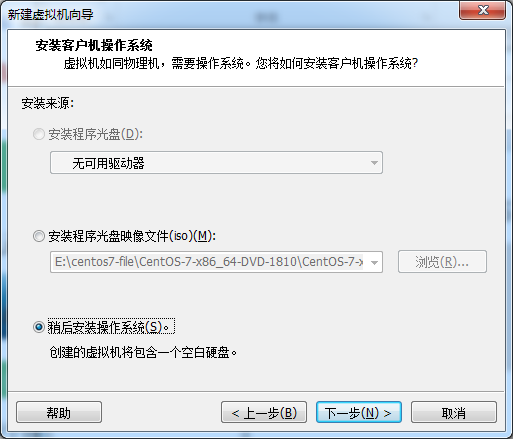 新建虚拟机向导
安装客户机操作系统
虚拟机如同物理机，需要操作系统。您将如何安装客户机操作系统?
安装来源:
安装程序光盘(D):
无可用驱动器
安装程序光盘映像文件(iso)(M):
E:\centos7-file\CentOS-7-x86_64-DVD-1810\CentOS-7-x
浏览(R)...
稍后安装操作系统(S)。
创建的虚拟机将包含一个空白硬盘。
帮助
< 上一步(B)
下一步(N) >
取消